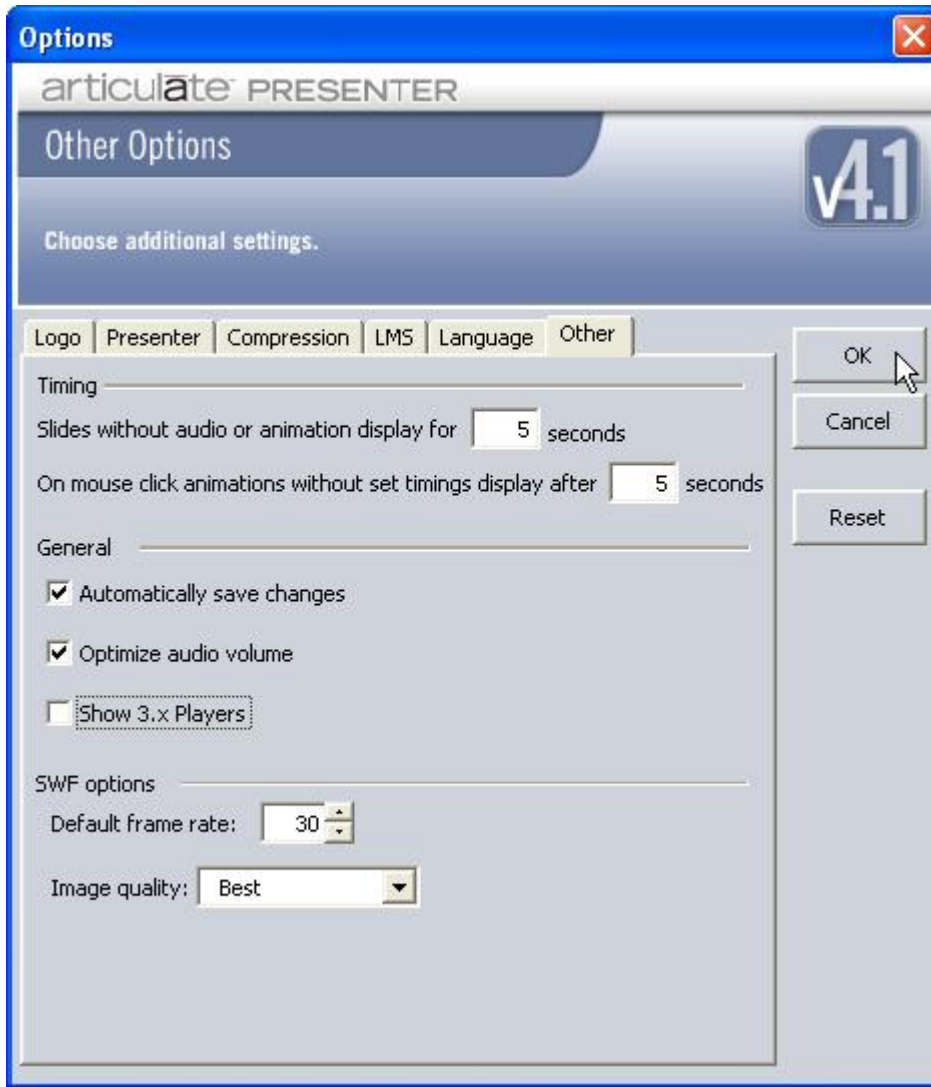 Options
articulāte PRESENTER
Other Options
v4.1
Choose additional settings.
Logo Presenter Compression LMS Language Other
Timing
Slides without audio or animation display for 5 seconds
On mouse click animations without set timings display after 5 seconds
General
Automatically save changes
Optimize audio volume
Show 3.x Players
SWF options
Default frame rate: 30
Image quality: Best
OK
Cancel
Reset